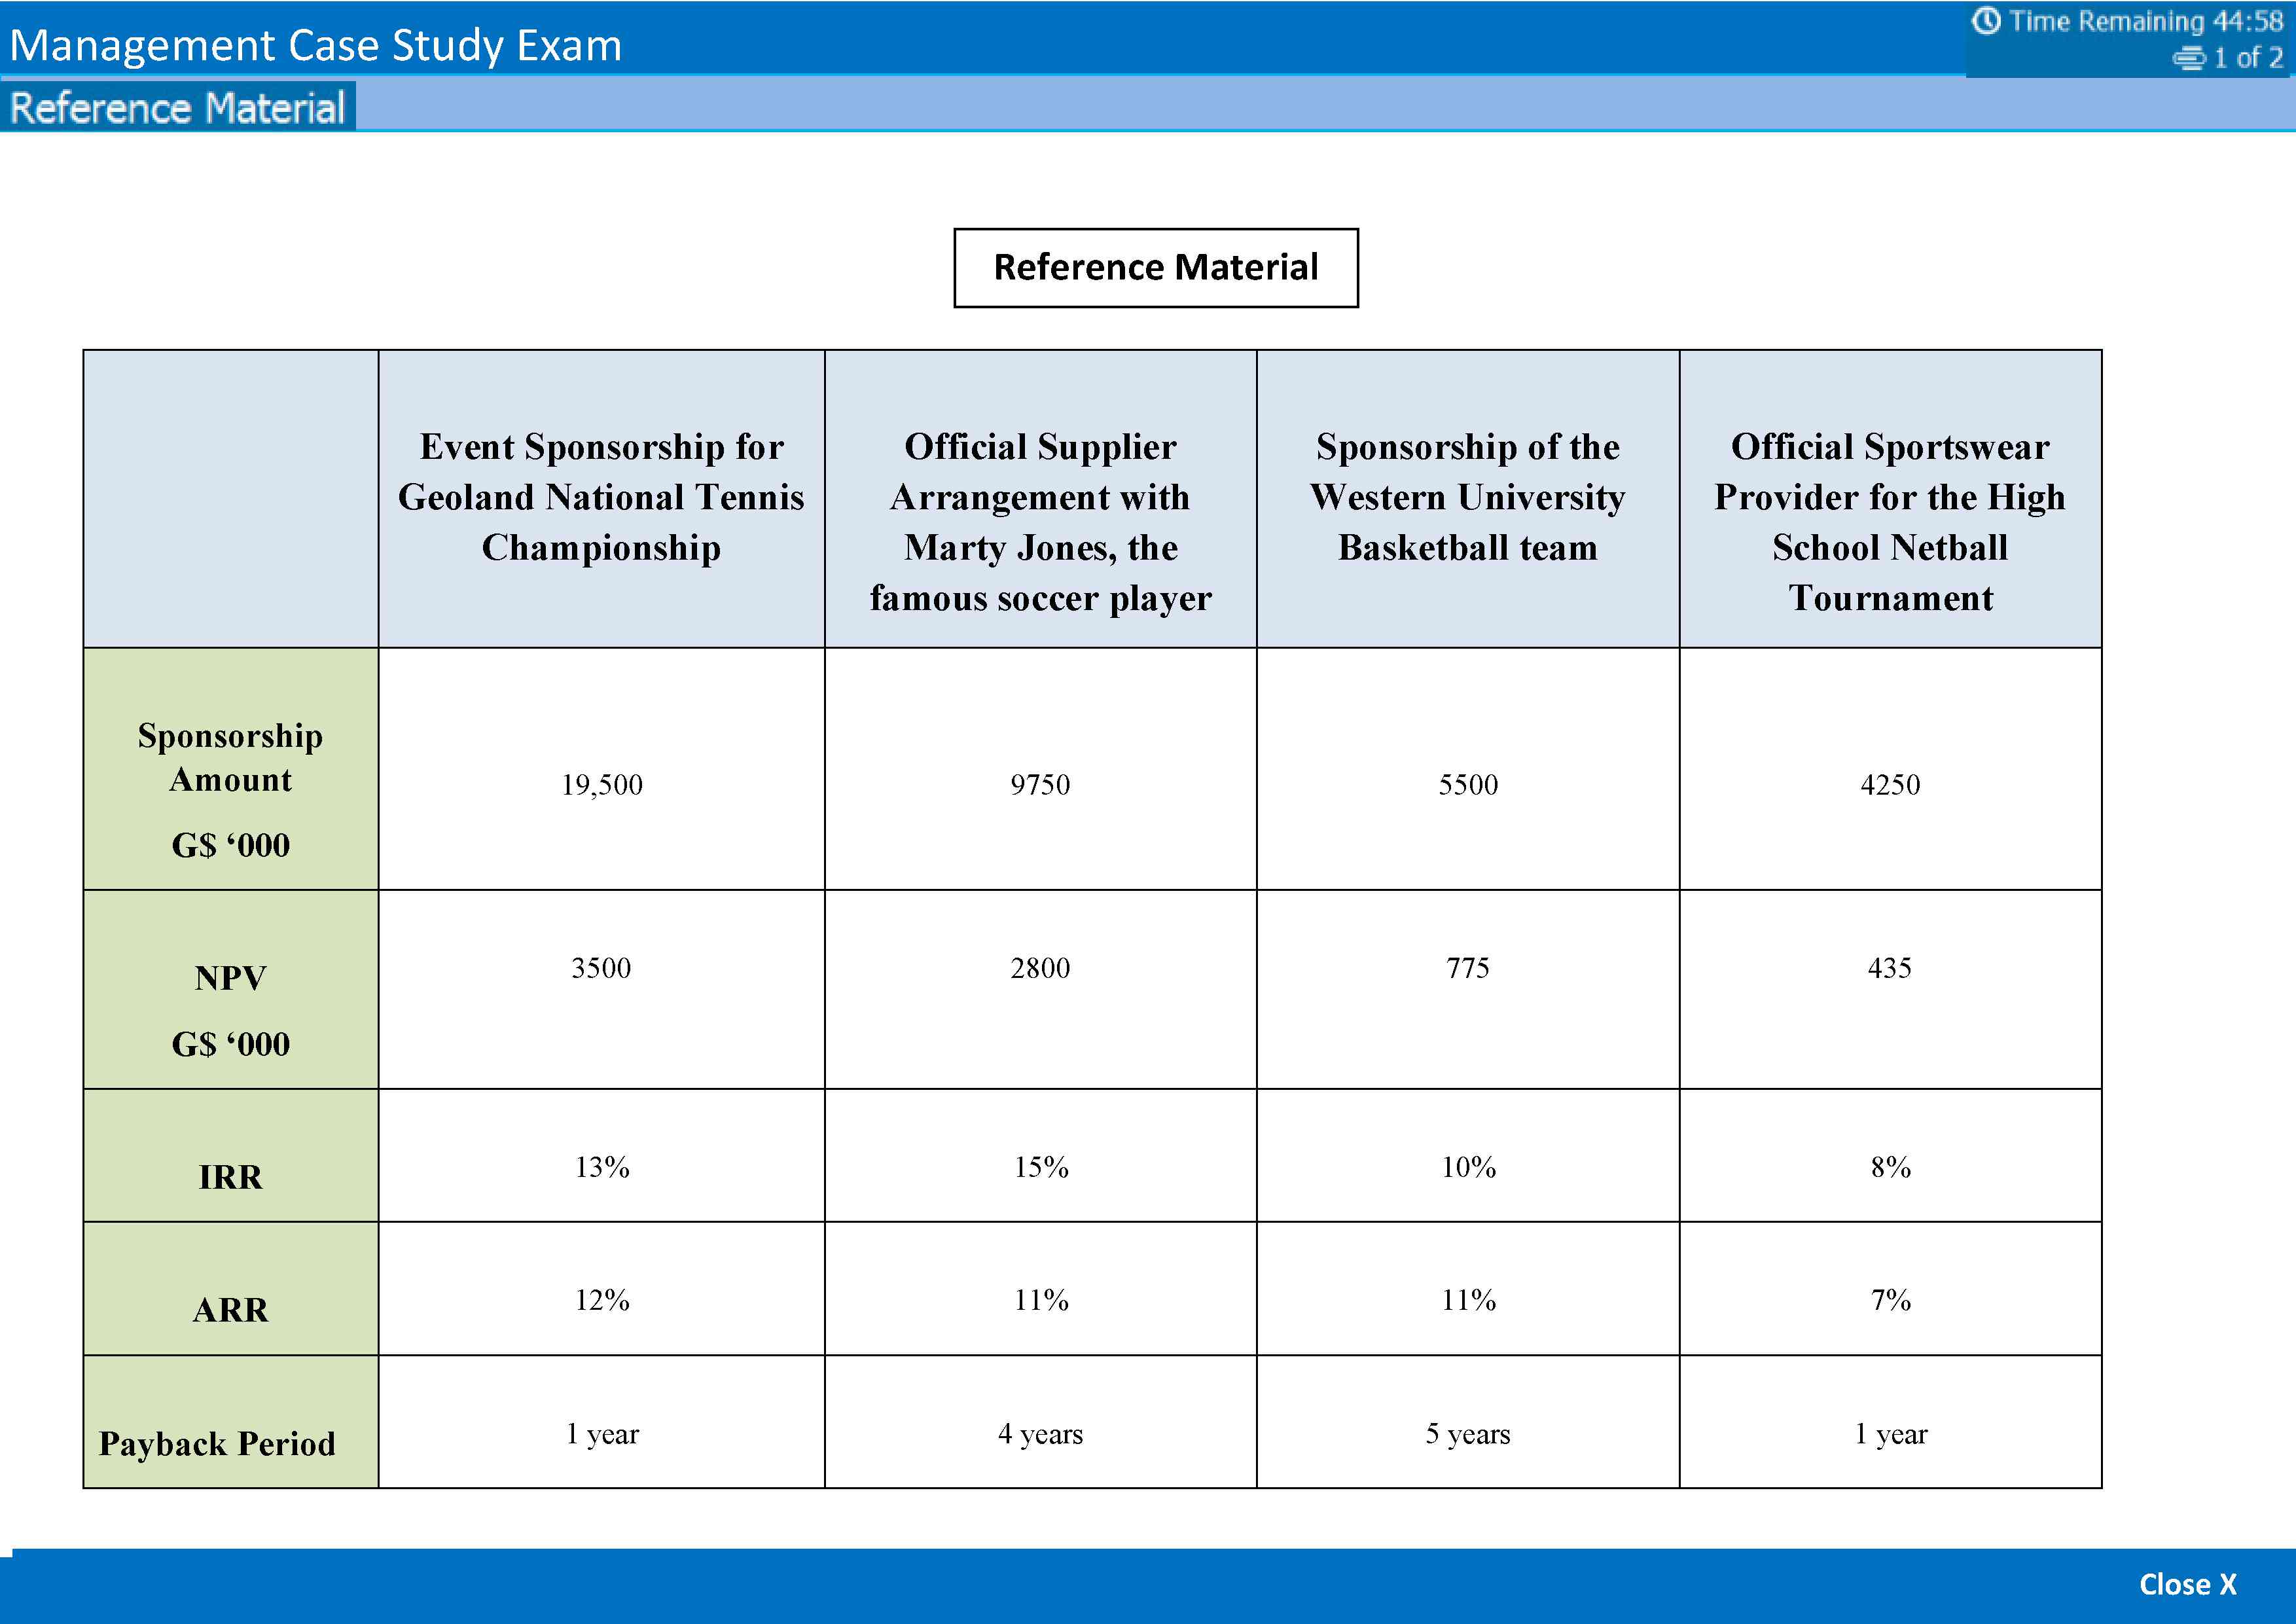 Management Case Study Exam
Time Remaining 44:58
1 of 2
Reference Material
Reference Material
Event Sponsorship for
Geoland National Tennis
Championship
Official Supplier
Arrangement with
Marty Jones, the
famous soccer player
Sponsorship of the
Western University
Basketball team
Official Sportswear
Provider for the High
School Netball
Tournament
Sponsorship
Amount
G$ ‘000
19,500
9750
5500
4250
NPV
G$ ‘000
3500
2800
775
435
IRR
13%
15%
10%
8%
ARR
12%
11%
11%
7%
Payback Period
1 year
4 years
5 years
1 year
Close X